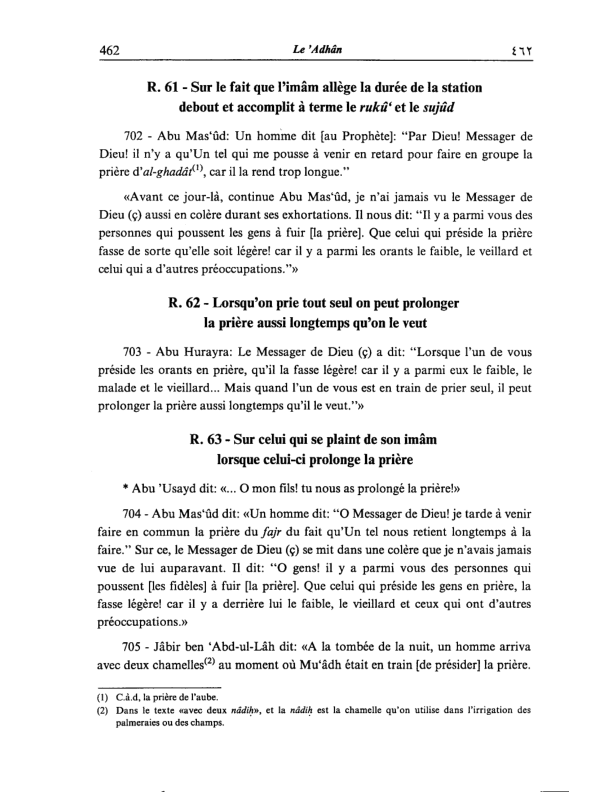 462 Le 'Adhân ٤٦٢
R. 61 - Sur le fait que l'imâm allège la durée de la station
debout et accomplit à terme le rukû‘ et le sujûd
702 - Abu Mas‘ûd: Un homme dit [au Prophète]: “Par Dieu! Messager de
Dieu! il n'y a qu'Un tel qui me pousse à venir en retard pour faire en groupe la
prière d'al-ghadât(1), car il la rend trop longue.”
«Avant ce jour-là, continue Abu Mas‘ûd, je n'ai jamais vu le Messager de
Dieu (ç) aussi en colère durant ses exhortations. Il nous dit: “Il y a parmi vous des
personnes qui poussent les gens à fuir [la prière]. Que celui qui préside la prière
fasse de sorte qu'elle soit légère! car il y a parmi les orants le faible, le veillard et
celui qui a d'autres préoccupations.”»
R. 62 - Lorsqu'on prie tout seul on peut prolonger
la prière aussi longtemps qu'on le veut
703 - Abu Hurayra: Le Messager de Dieu (ç) a dit: “Lorsque l'un de vous
préside les orants en prière, qu'il la fasse légère! car il y a parmi eux le faible, le
malade et le vieillard... Mais quand l'un de vous est en train de prier seul, il peut
prolonger la prière aussi longtemps qu'il le veut.”»
R. 63 - Sur celui qui se plaint de son imâm
lorsque celui-ci prolonge la prière
* Abu 'Usayd dit: «... O mon fils! tu nous as prolongé la prière!»
704 - Abu Mas‘ûd dit: «Un homme dit: “O Messager de Dieu! je tarde à venir
faire en commun la prière du fajr du fait qu'Un tel nous retient longtemps à la
faire.” Sur ce, le Messager de Dieu (ç) se mit dans une colère que je n'avais jamais
vue de lui auparavant. Il dit: “O gens! il y a parmi vous des personnes qui
poussent [les fidèles] à fuir [la prière]. Que celui qui préside les gens en prière, la
fasse légère! car il y a derrière lui le faible, le vieillard et ceux qui ont d'autres
préoccupations.»
705 - Jâbir ben ‘Abd-ul-Lâh dit: «A la tombée de la nuit, un homme arriva
avec deux chamelles(2) au moment où Mu‘âdh était en train [de présider] la prière.
(1) C.à.d, la prière de l'aube.
(2) Dans le texte «avec deux nâdiḥ», et la nâdiḥ est la chamelle qu'on utilise dans l'irrigation des
palmeraies ou des champs.